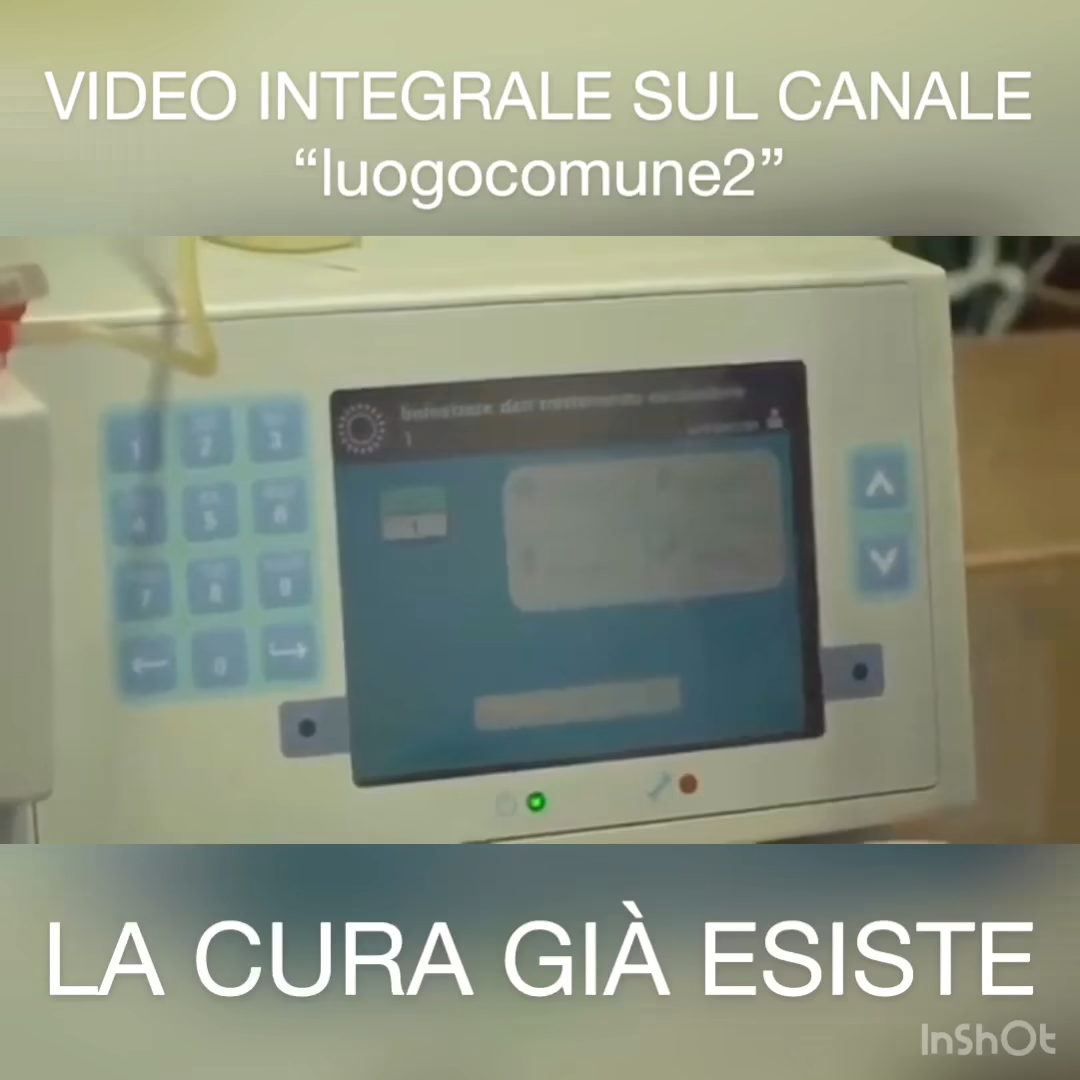 VIDEO INTEGRALE SUL CANALE
“luogocomune2”
1 2 3
4 5 6
7 8 9
0
1
LA CURA GIÀ ESISTE
InShOt